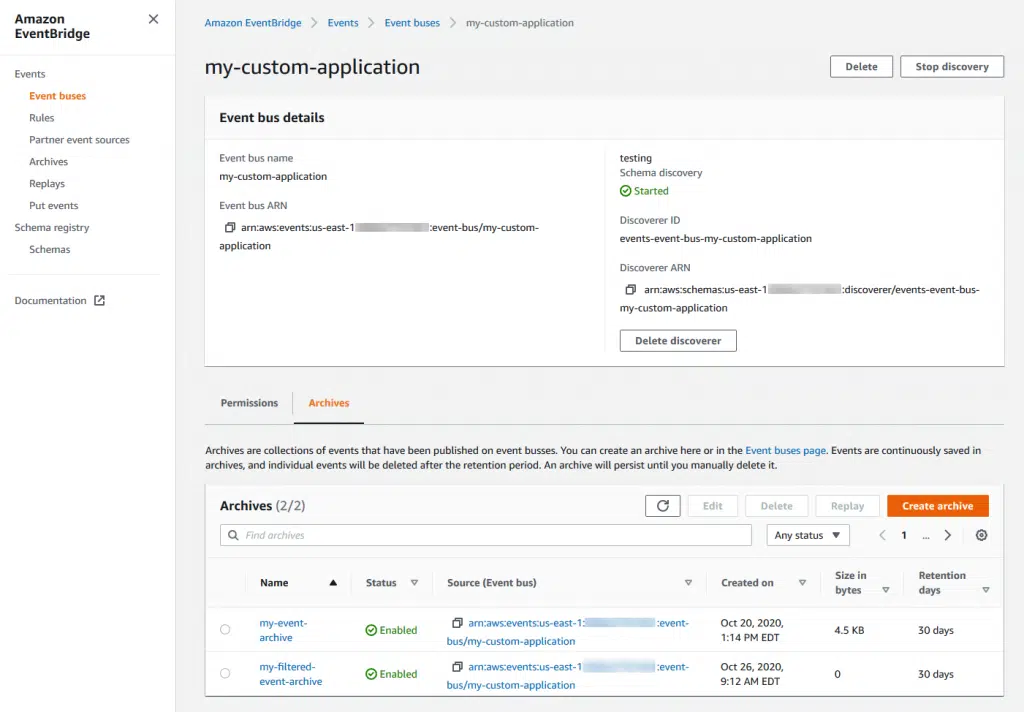 Amazon
EventBridge
Events
Event buses
Rules
Partner event sources
Archives
Replays
Put events
Schema registry
Schemas
Documentation
Amazon EventBridge
Events
Event buses
my-custom-application
my-custom-application
Delete
Stop discovery
Event bus details
Event bus name
my-custom-application
Event bus ARN
arn:aws:events:us-east-1 :event-bus/my-custom-
application
testing
Schema discovery
Started
Discoverer ID
events-event-bus-my-custom-application
Discoverer ARN
arn:aws:schemas:us-east-1 :discoverer/events-event-bus-
my-custom-application
Delete discoverer
Permissions
Archives
Archives are collections of events that have been published on event busses. You can create an archive here or in the Event buses page. Events are continuously saved in
archives, and individual events will be deleted after the retention period. An archive will persist until you manually delete it.
Archives (2/2)
Edit
Delete
Replay
Create archive
Find archives
Any status
1
...
Name
Status
Source (Event bus)
Created on
Size in
bytes
Retention
days
my-event-
archive
Enabled
arn:aws:events:us-east-1: :event-
bus/my-custom-application
Oct 20, 2020,
1:14 PM EDT
4.5 KB
30 days
my-filtered-
event-archive
Enabled
arn:aws:events:us-east-1 :event-
bus/my-custom-application
Oct 26, 2020,
9:12 AM EDT
0
30 days